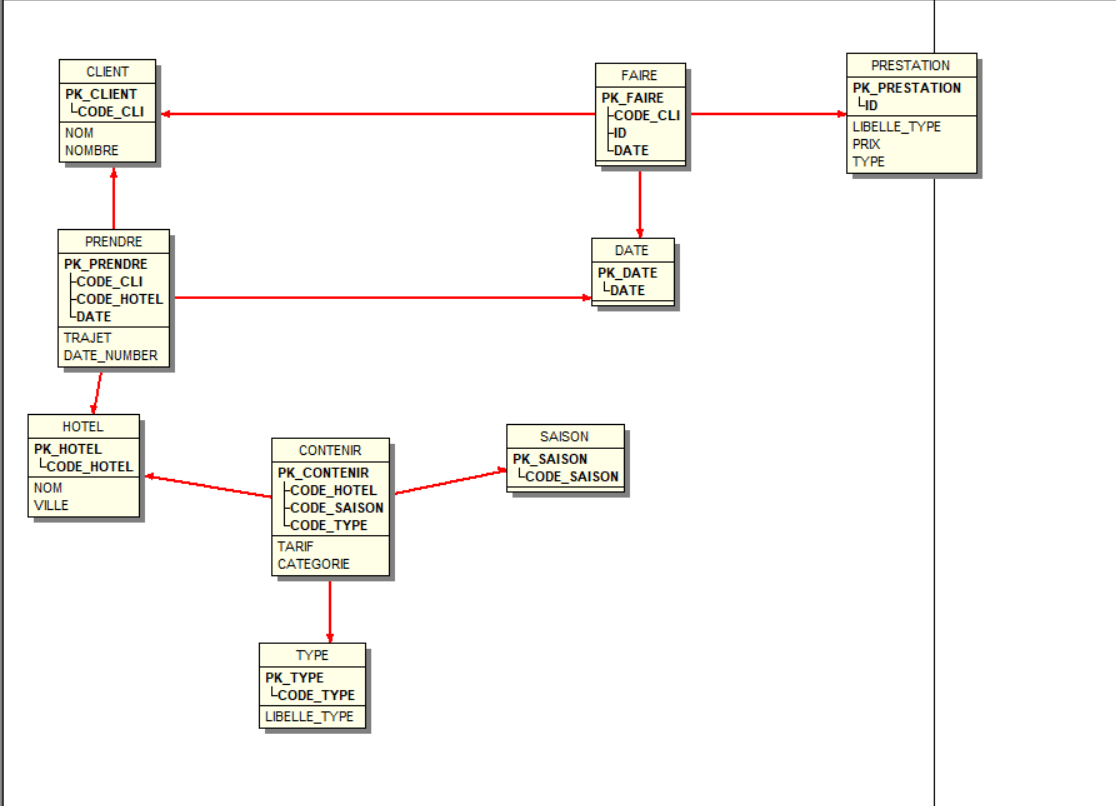 CLIENT
PK_CLIENT
CODE_CLI
NOM
NOMBRE
FAIRE
PK_FAIRE
CODE_CLI
ID
DATE
PRESTATION
PK_PRESTATION
ID
LIBELLE_TYPE
PRIX
TYPE
PRENDRE
PK_PRENDRE
CODE_CLI
CODE_HOTEL
DATE
TRAJET
DATE_NUMBER
DATE
PK_DATE
DATE
HOTEL
PK_HOTEL
CODE_HOTEL
NOM
VILLE
CONTENIR
PK_CONTENIR
CODE_HOTEL
CODE_SAISON
CODE_TYPE
TARIF
CATEGORIE
SAISON
PK_SAISON
CODE_SAISON
TYPE
PK_TYPE
CODE_TYPE
LIBELLE_TYPE